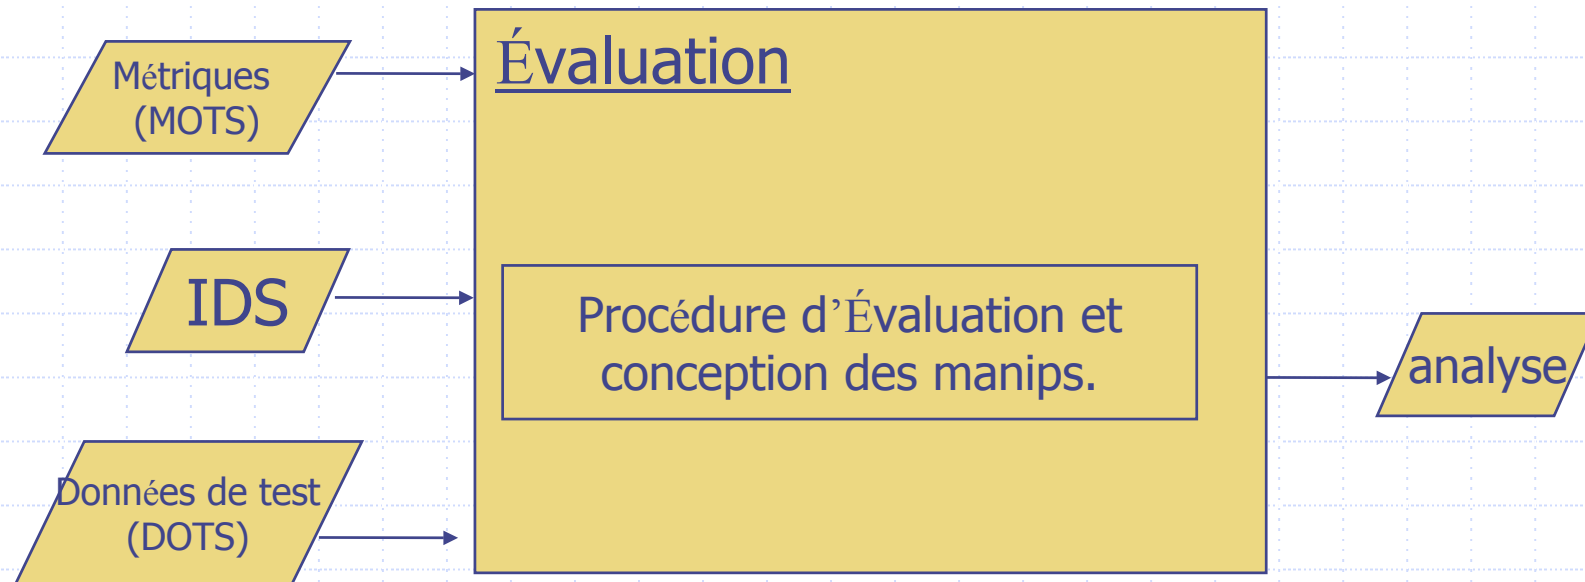 Métriques
(MOTS)
Évaluation
IDS
Procédure d’Évaluation et
conception des manips.
analyse
Données de test
(DOTS)